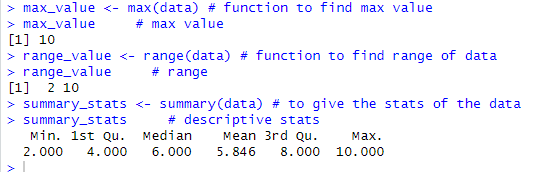 > max_value <- max(data) # function to find max value
> max_value     # max value
[1] 10
> range_value <- range(data) # function to find range of data
> range_value     # range
[1]  2 10
> summary_stats <- summary(data) # to give the stats of the data
> summary_stats     # descriptive stats
   Min. 1st Qu.  Median    Mean 3rd Qu.    Max.
  2.000   4.000   6.000   5.846   8.000  10.000
>